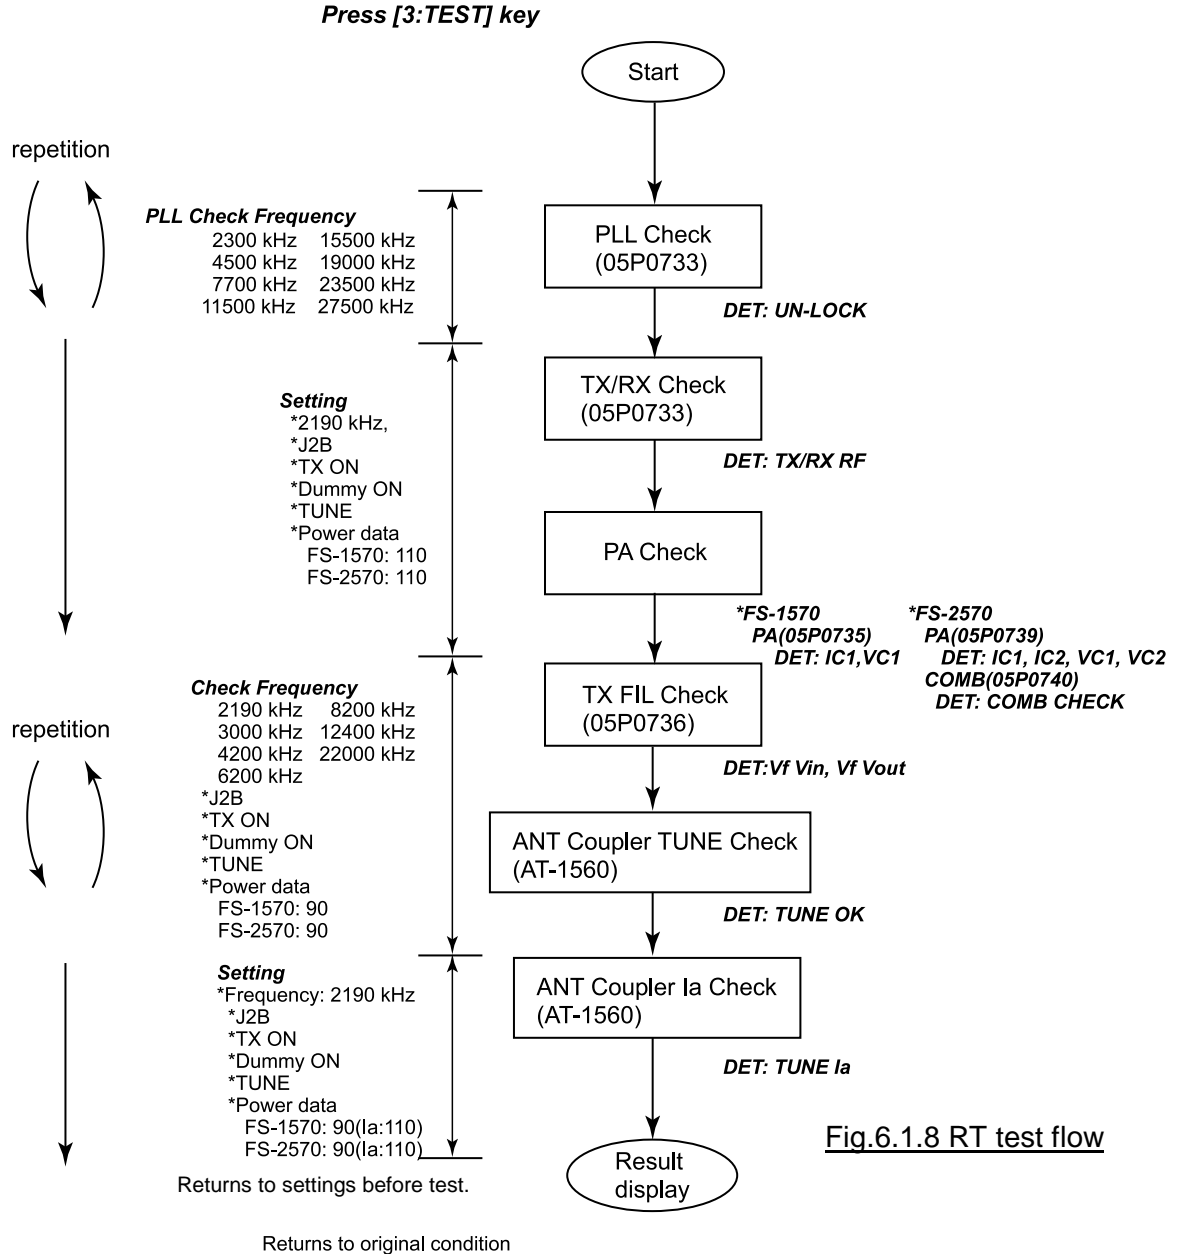 Press [3:TEST] key
Start
repetition
PLL Check Frequency
2300 kHz 15500 kHz
4500 kHz 19000 kHz
7700 kHz 23500 kHz
11500 kHz 27500 kHz
PLL Check
(05P0733)
DET: UN-LOCK
Setting
*2190 kHz,
*J2B
*TX ON
*Dummy ON
*TUNE
*Power data
FS-1570: 110
FS-2570: 110
TX/RX Check
(05P0733)
DET: TX/RX RF
PA Check
*FS-1570
PA(05P0735)
DET: IC1,VC1
*FS-2570
PA(05P0739)
DET: IC1, IC2, VC1, VC2
COMB(05P0740)
DET: COMB CHECK
repetition
Check Frequency
2190 kHz 8200 kHz
3000 kHz 12400 kHz
4200 kHz 22000 kHz
6200 kHz
*J2B
*TX ON
*Dummy ON
*TUNE
*Power data
FS-1570: 90
FS-2570: 90
TX FIL Check
(05P0736)
DET:Vf Vin, Vf Vout
ANT Coupler TUNE Check
(AT-1560)
DET: TUNE OK
Setting
*Frequency: 2190 kHz
*J2B
*TX ON
*Dummy ON
*TUNE
*Power data
FS-1570: 90(Ia:110)
FS-2570: 90(Ia:110)
ANT Coupler Ia Check
(AT-1560)
DET: TUNE Ia
Result
display
Fig.6.1.8 RT test flow
Returns to settings before test.
Returns to original condition